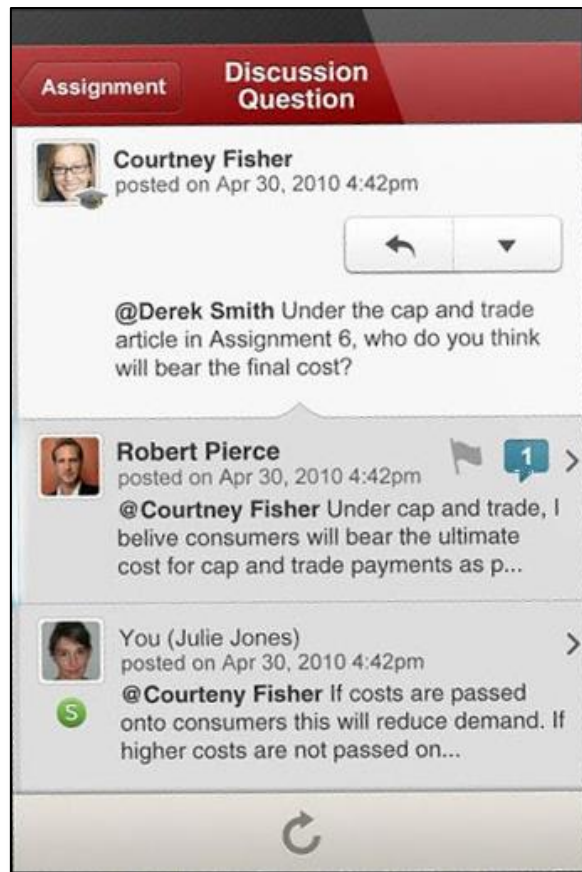 Assignment
Discussion
Question
Courtney Fisher
posted on Apr 30, 2010 4:42pm
@Derek Smith Under the cap and trade
article in Assignment 6, who do you think
will bear the final cost?
Robert Pierce
1
posted on Apr 30, 2010 4:42pm
@Courtney Fisher Under cap and trade, I
belive consumers will bear the ultimate
cost for cap and trade payments as p...
You (Julie Jones)
posted on Apr 30, 2010 4:42pm
S
@Courteny Fisher If costs are passed
onto consumers this will reduce demand. If
higher costs are not passed on...